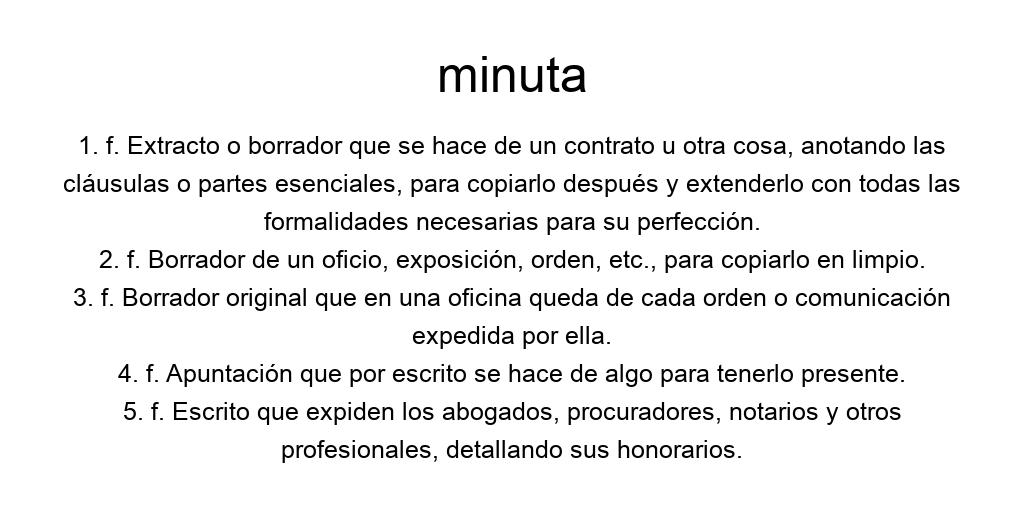 minuta
1. f. Extracto o borrador que se hace de un contrato u otra cosa, anotando las
cláusulas o partes esenciales, para copiarlo después y extenderlo con todas las
formalidades necesarias para su perfección.
2. f. Borrador de un oficio, exposición, orden, etc., para copiarlo en limpio.
3. f. Borrador original que en una oficina queda de cada orden o comunicación
expedida por ella.
4. f. Apuntación que por escrito se hace de algo para tenerlo presente.
5. f. Escrito que expiden los abogados, procuradores, notarios y otros
profesionales, detallando sus honorarios.